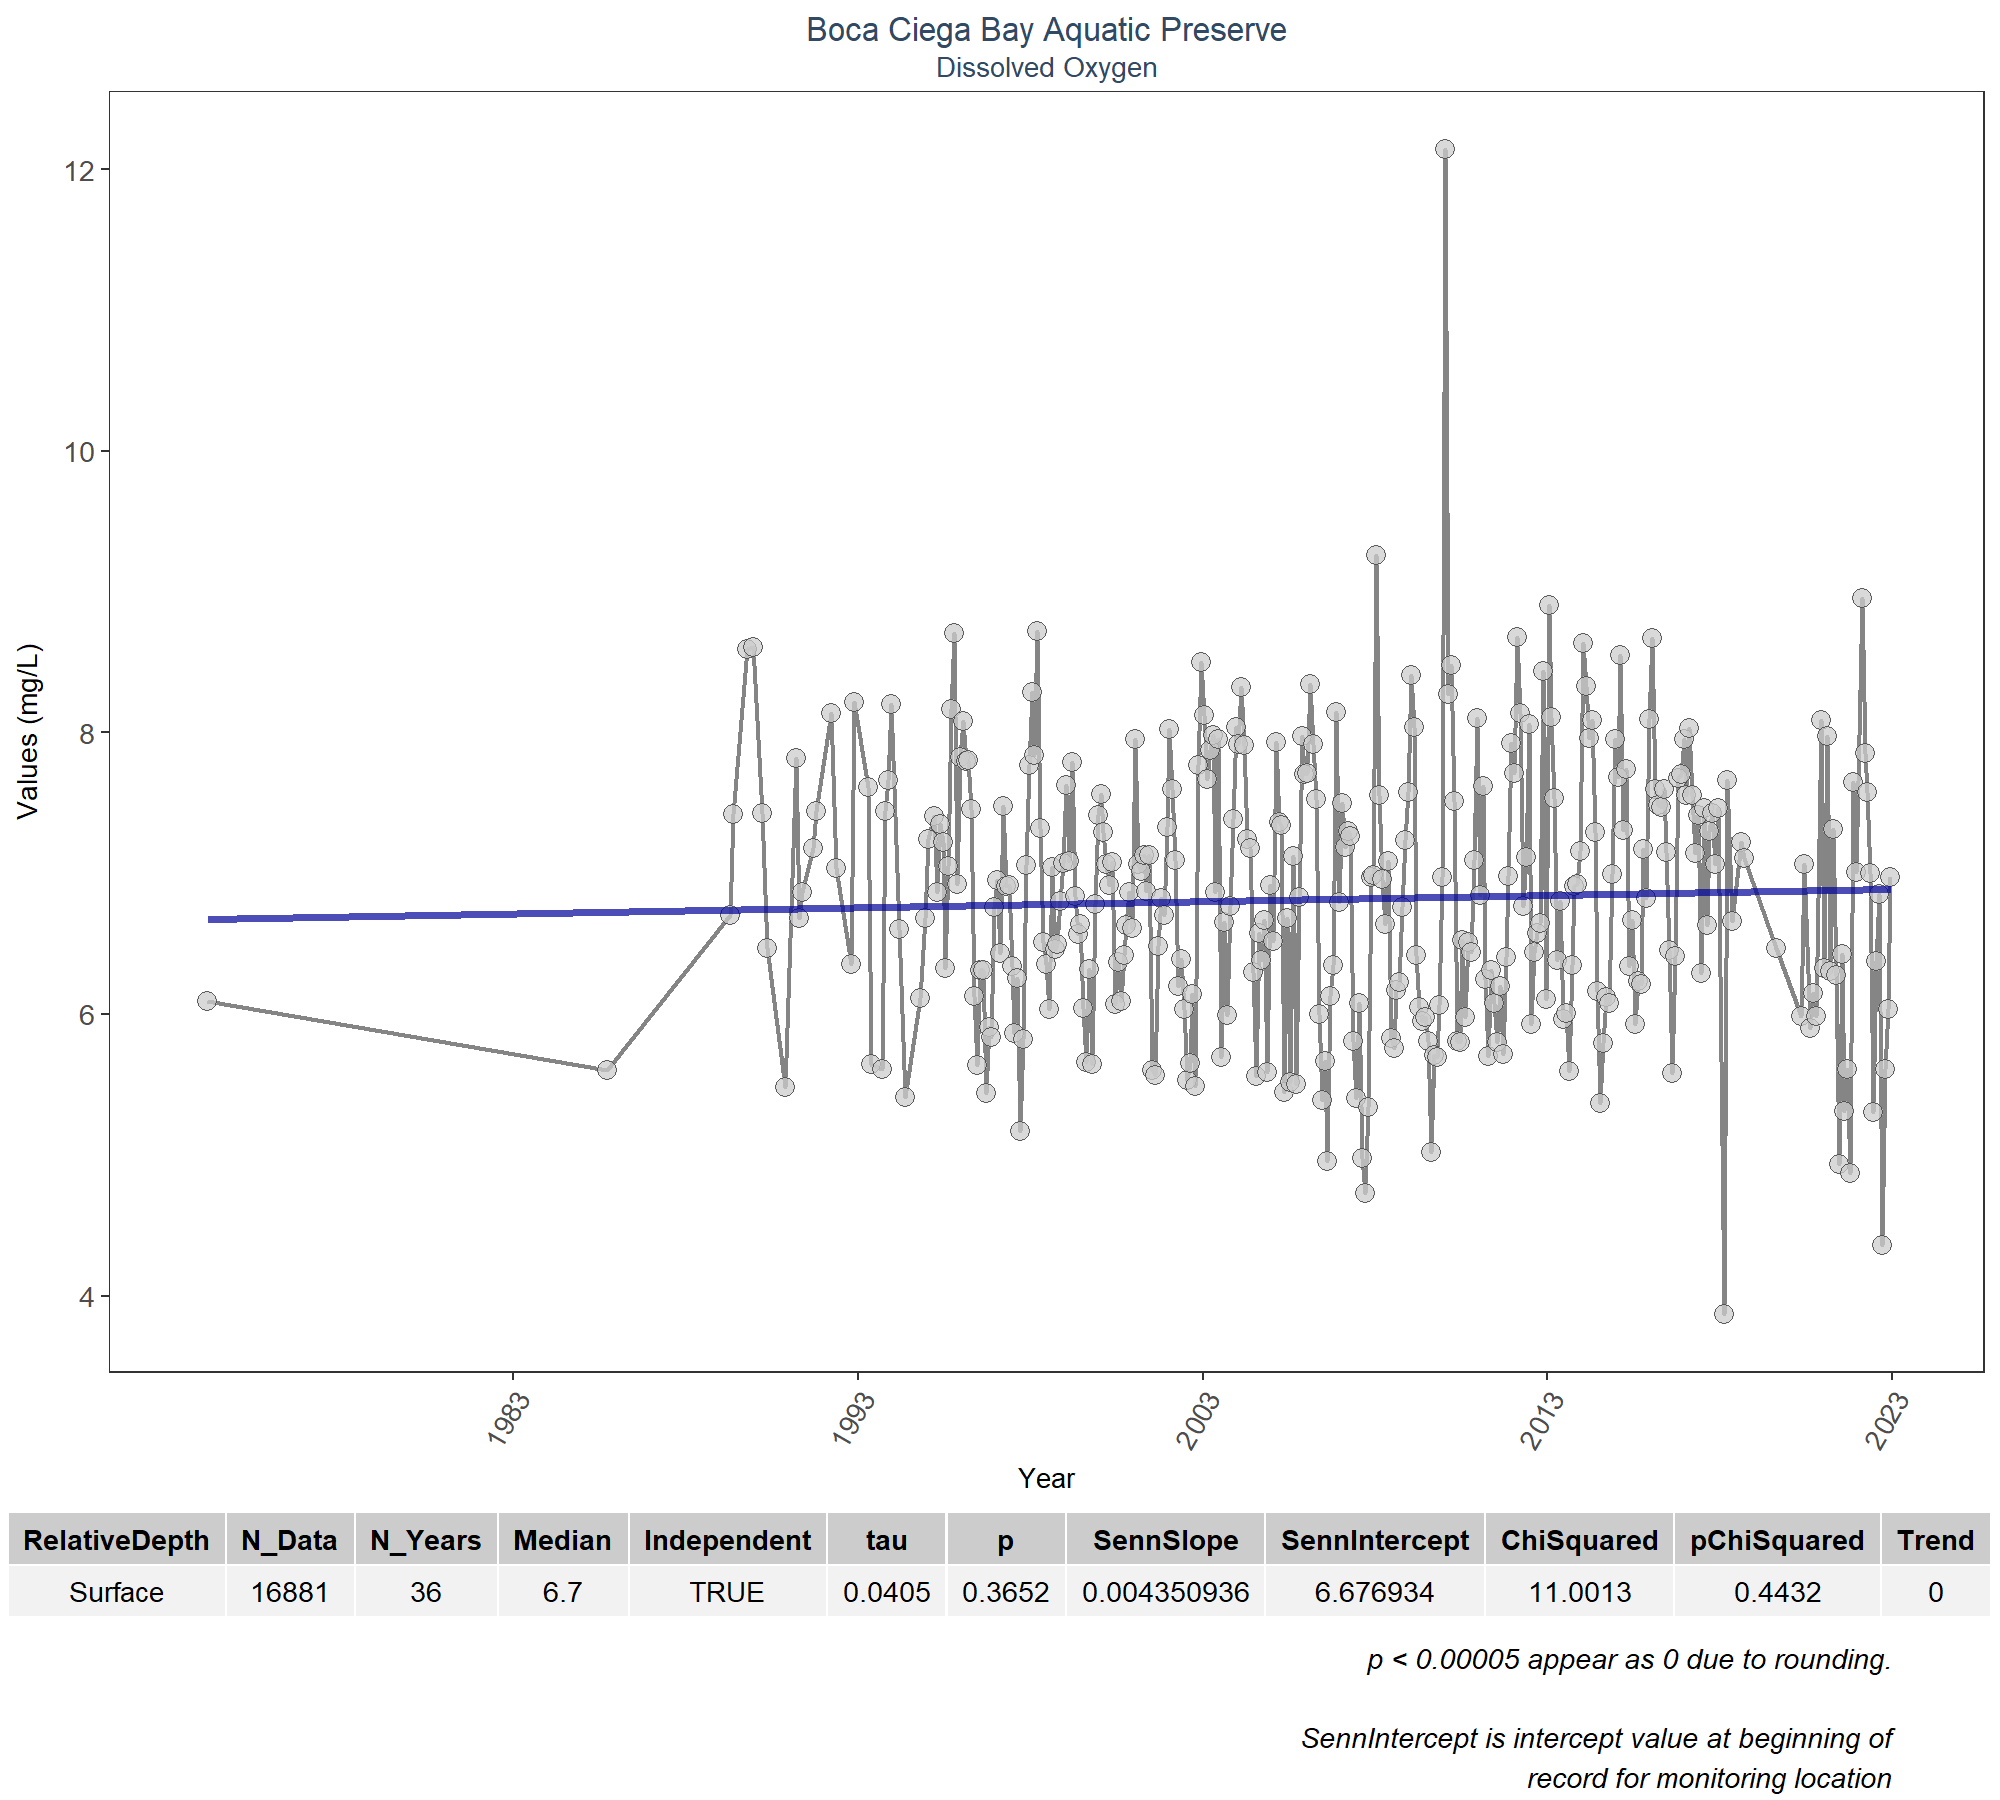 Boca Ciega Bay Aquatic Preserve
Dissolved Oxygen
12
10
8
6
4
Values (mg/L)
1983
1993
2003
2013
2023
Year
RelativeDepth N_Data N_Years Median Independent tau p SennSlope SennIntercept ChiSquared pChiSquared Trend
Surface 16881 36 6.7 TRUE 0.0405 0.3652 0.004350936 6.676934 11.0013 0.4432 0
p < 0.00005 appear as 0 due to rounding.
SennIntercept is intercept value at beginning of
record for monitoring location